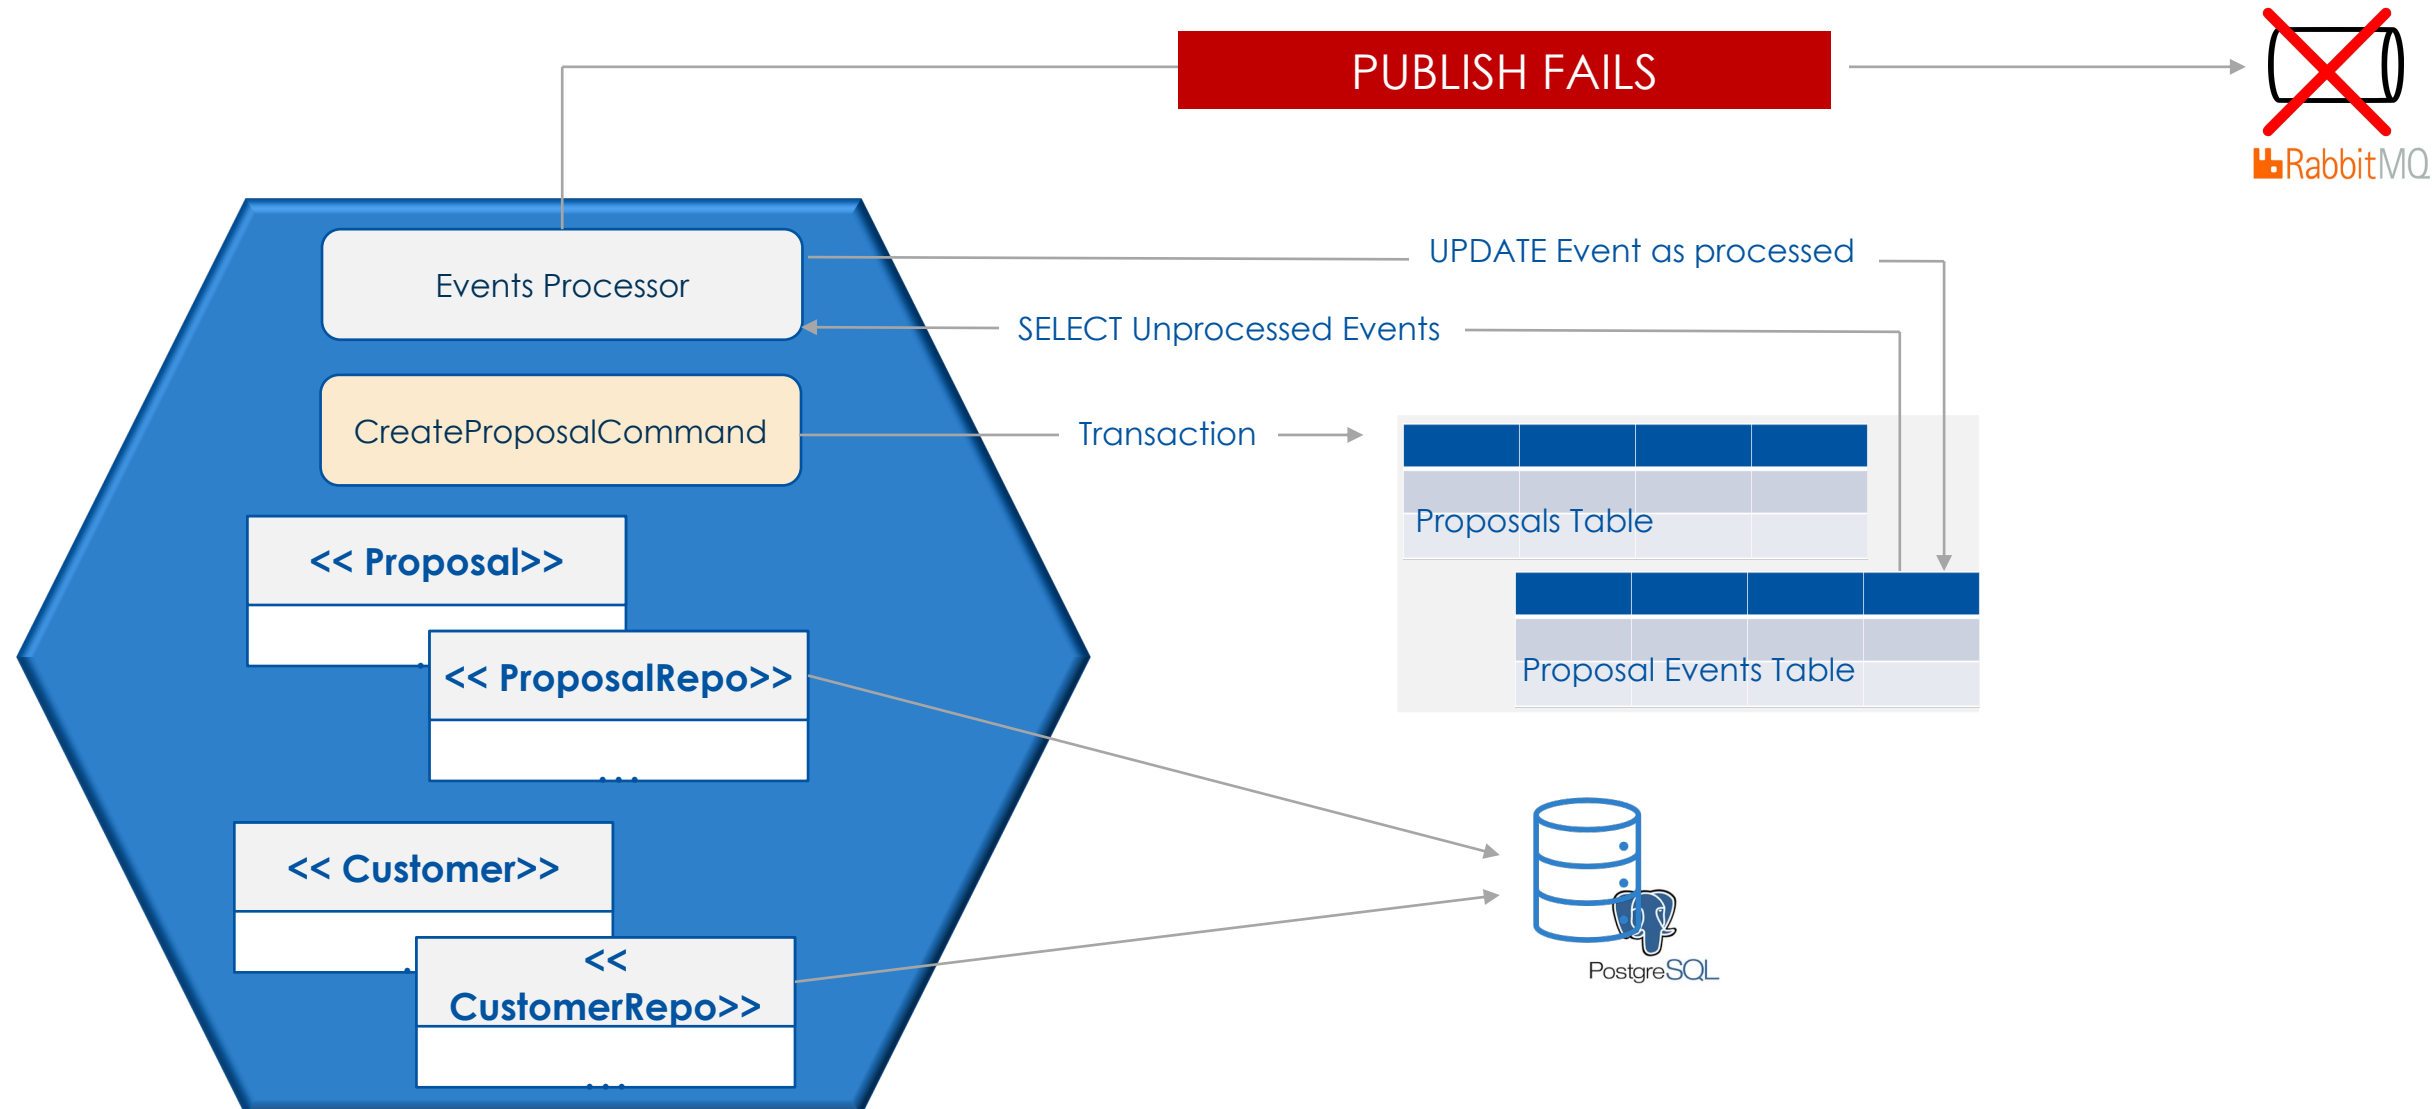 PUBLISH FAILS
RabbitMQ
UPDATE Event as processed
Events Processor
SELECT Unprocessed Events
CreateProposalCommand
Transaction
Proposals Table
<< Proposal>>
.
Proposal Events Table
<< ProposalRepo>>
...
<< Customer>>
.
<<
CustomerRepo>>
...
PostgreSQL